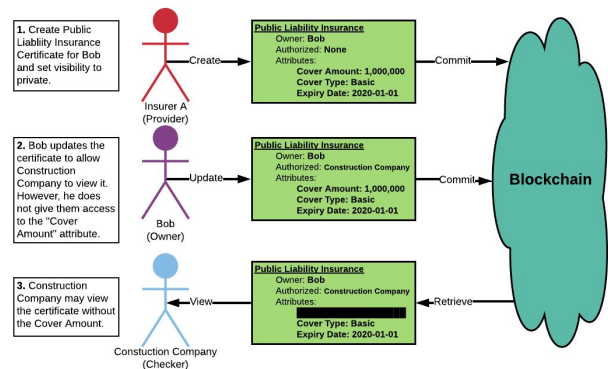 1. Create Public
Liabliity Insurance
Certificate for Bob
and set visibility to
private.
Insurer A
(Provider)
Create
Public Liability Insurance
Owner: Bob
Authorized: None
Attributes:
Cover Amount: 1,000,000
Cover Type: Basic
Expiry Date: 2020-01-01
Commit
2. Bob updates the
certificate to allow
Construction
Company to view it.
However, he does
not give them access
to the "Cover
Amount" attribute.
Bob
(Owner)
Update
Public Liability Insurance
Owner: Bob
Authorized: Construction Company
Attributes:
Cover Amount: 1,000,000
Cover Type: Basic
Expiry Date: 2020-01-01
Commit
Blockchain
3. Construction
Company may view
the certificate without
the Cover Amount.
Constuction Company
(Checker)
View
Public Liability Insurance
Owner: Bob
Authorized: Construction Company
Attributes:
Cover Type: Basic
Expiry Date: 2020-01-01
Retrieve